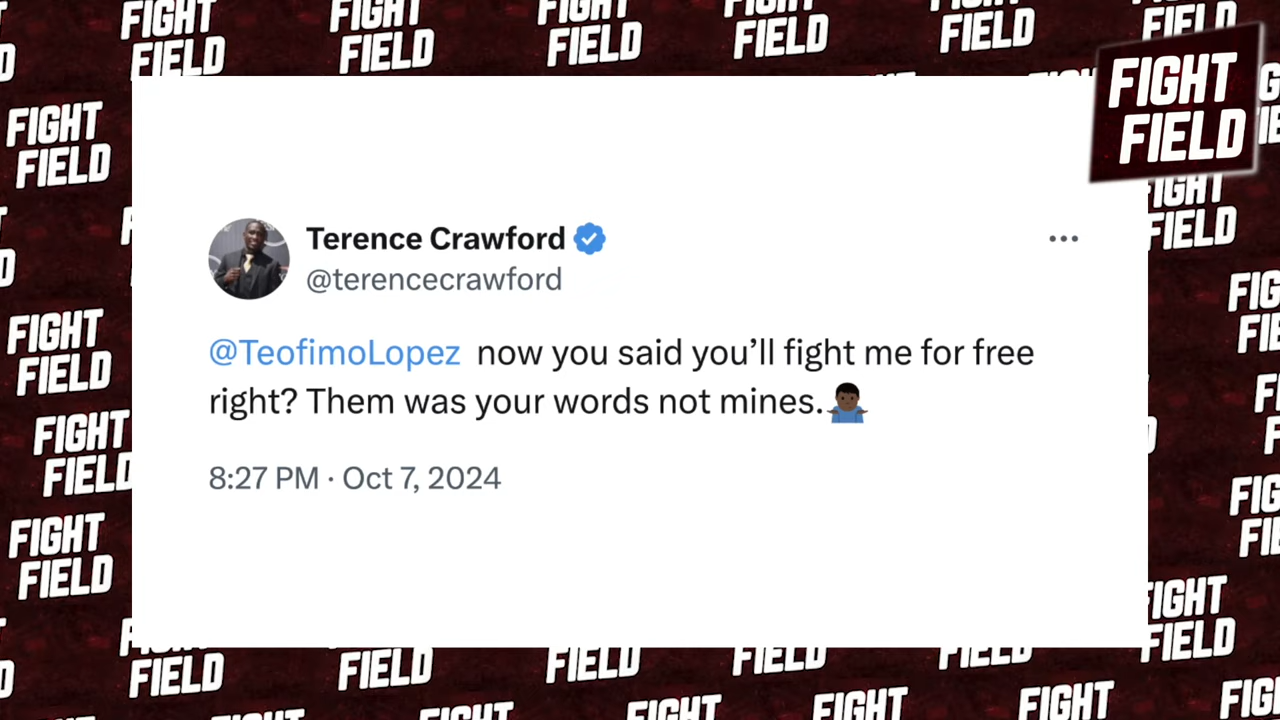 FIGHT
FIELD
Terence Crawford
@terencecrawford
@TeofimoLopez now you said you’ll fight me for free
right? Them was your words not mines.🤷🏿‍♂️
8:27 PM · Oct 7, 2024